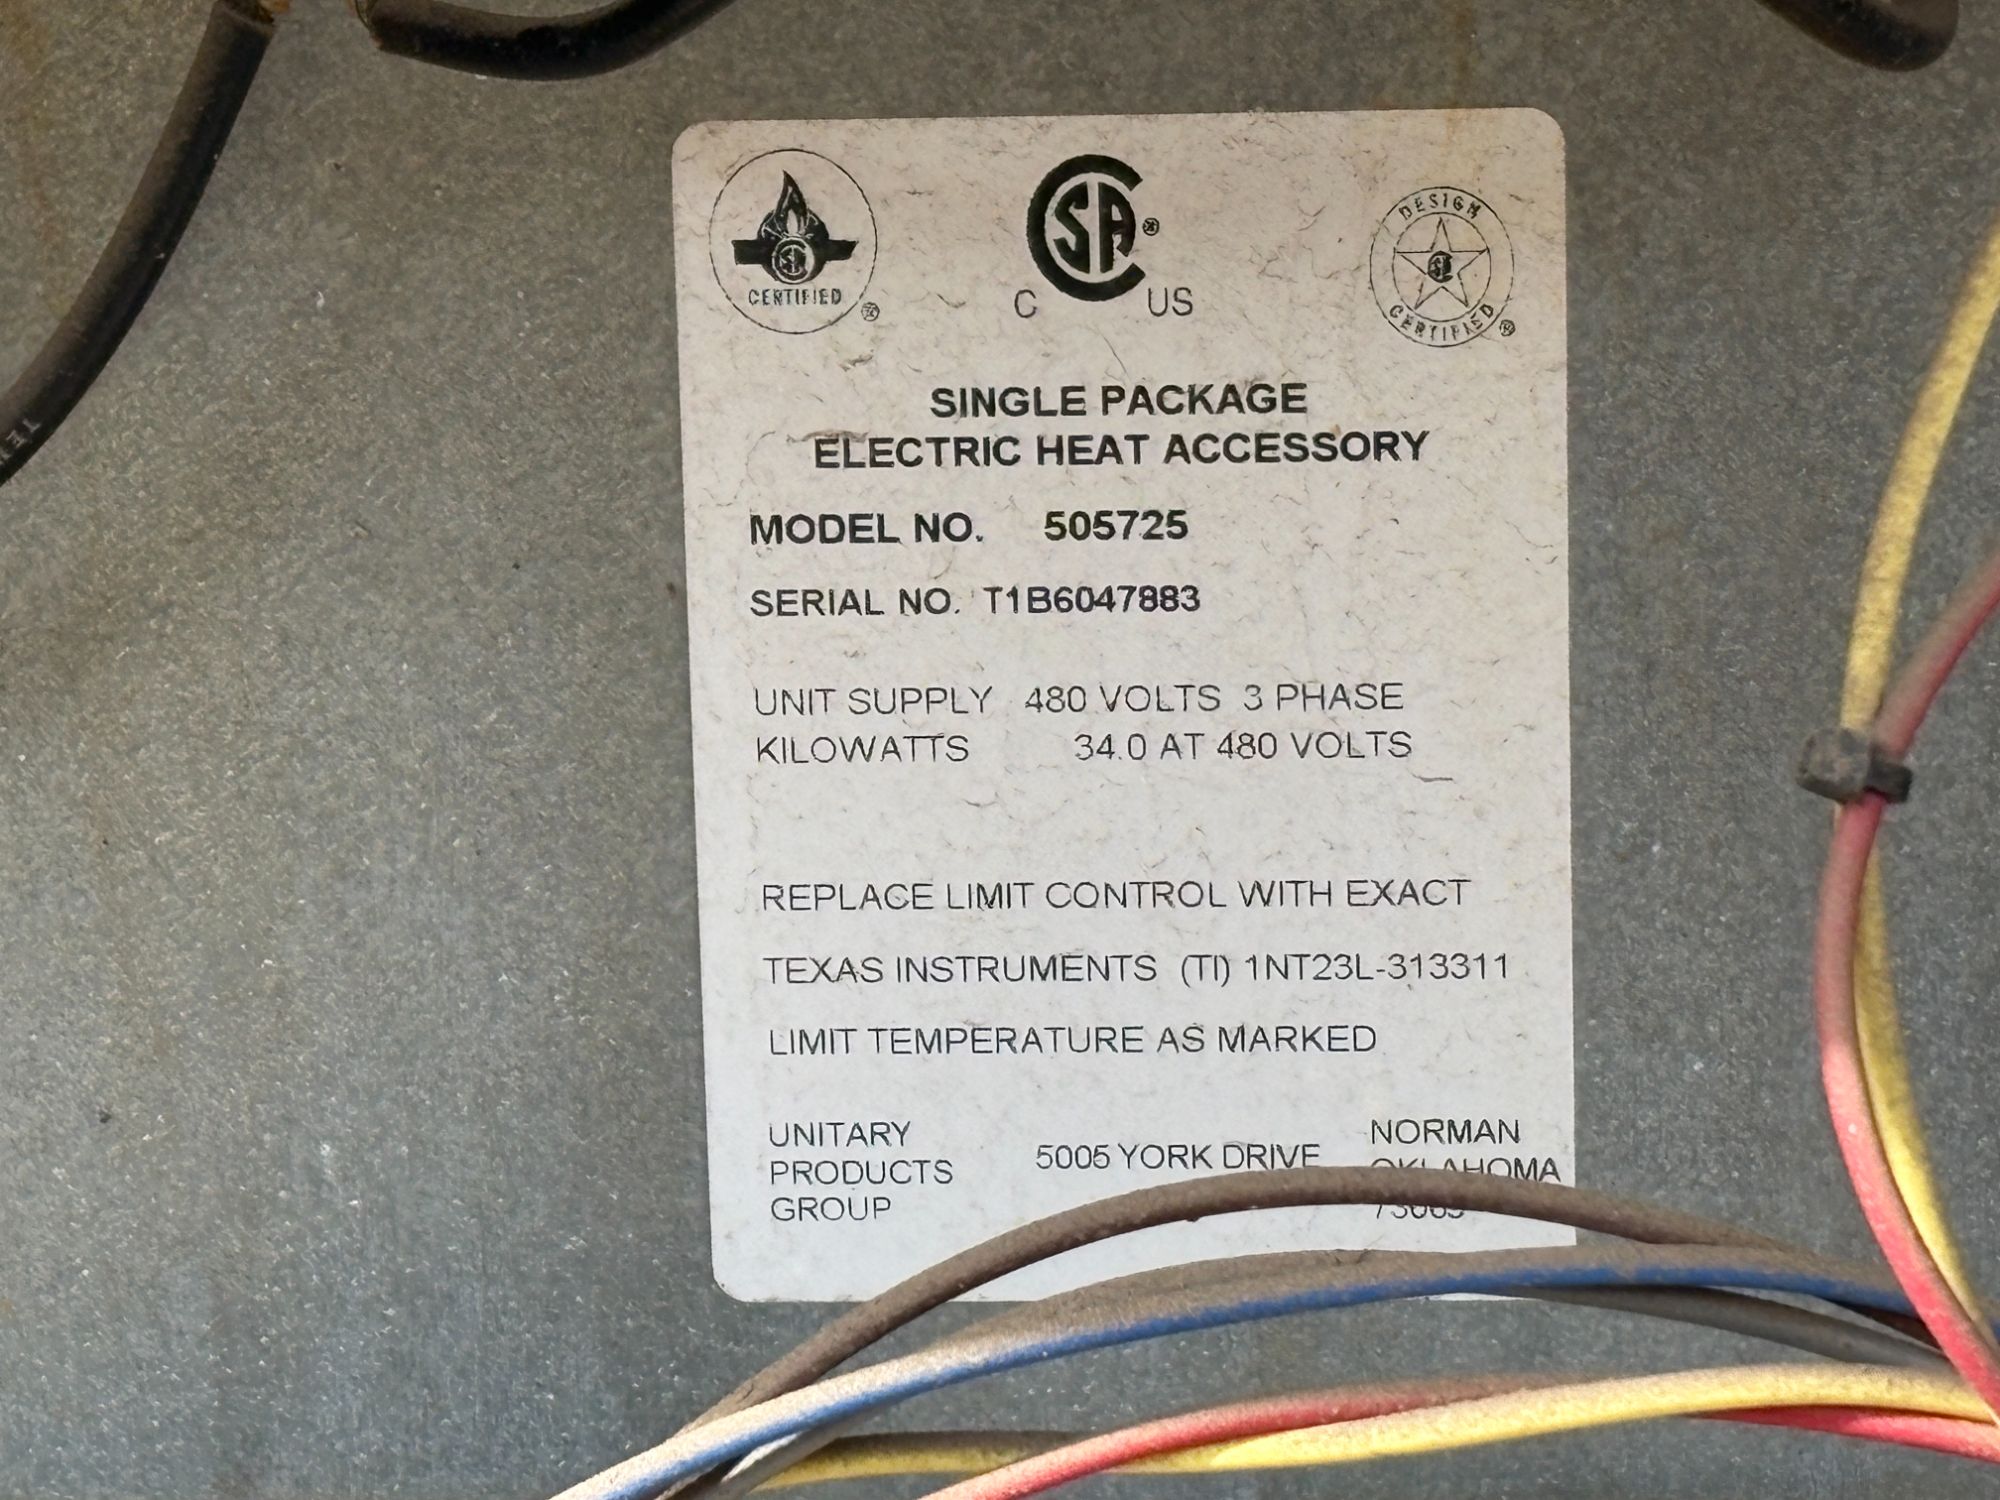 CERTIFIED ®
SA ®
C US
DESIGN
CERTIFIED ®
SINGLE PACKAGE
ELECTRIC HEAT ACCESSORY
MODEL NO. 505725
SERIAL NO. T1B6047883
UNIT SUPPLY 480 VOLTS 3 PHASE
KILOWATTS 34.0 AT 480 VOLTS
REPLACE LIMIT CONTROL WITH EXACT
TEXAS INSTRUMENTS (TI) 1NT23L-313311
LIMIT TEMPERATURE AS MARKED
UNITARY
PRODUCTS
GROUP
5005 YORK DRIVE
NORMAN
OKLAHOMA